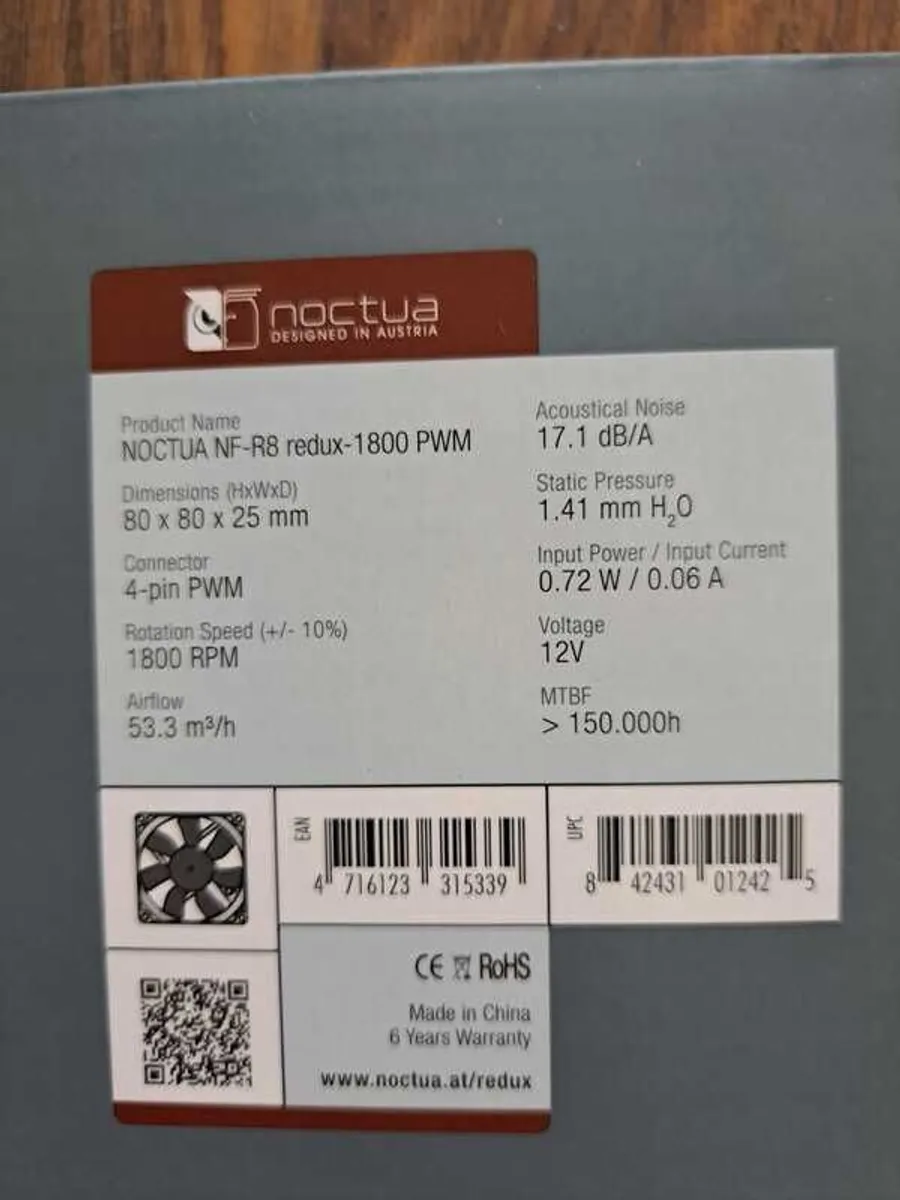 noctua
DESIGNED IN AUSTRIA
Product Name
NOCTUA NF-R8 redux-1800 PWM
Dimensions (HxWxD)
80 x 80 x 25 mm
Connector
4-pin PWM
Rotation Speed (+/- 10%)
1800 RPM
Airflow
53.3 m³/h
Acoustical Noise
17.1 dB/A
Static Pressure
1.41 mm H₂O
Input Power / Input Current
0.72 W / 0.06 A
Voltage
12V
MTBF
> 150.000h
EAN
4 716123 315339
UPC
8 42431 01242 5
CE RoHS
Made in China
6 Years Warranty
www.noctua.at/redux